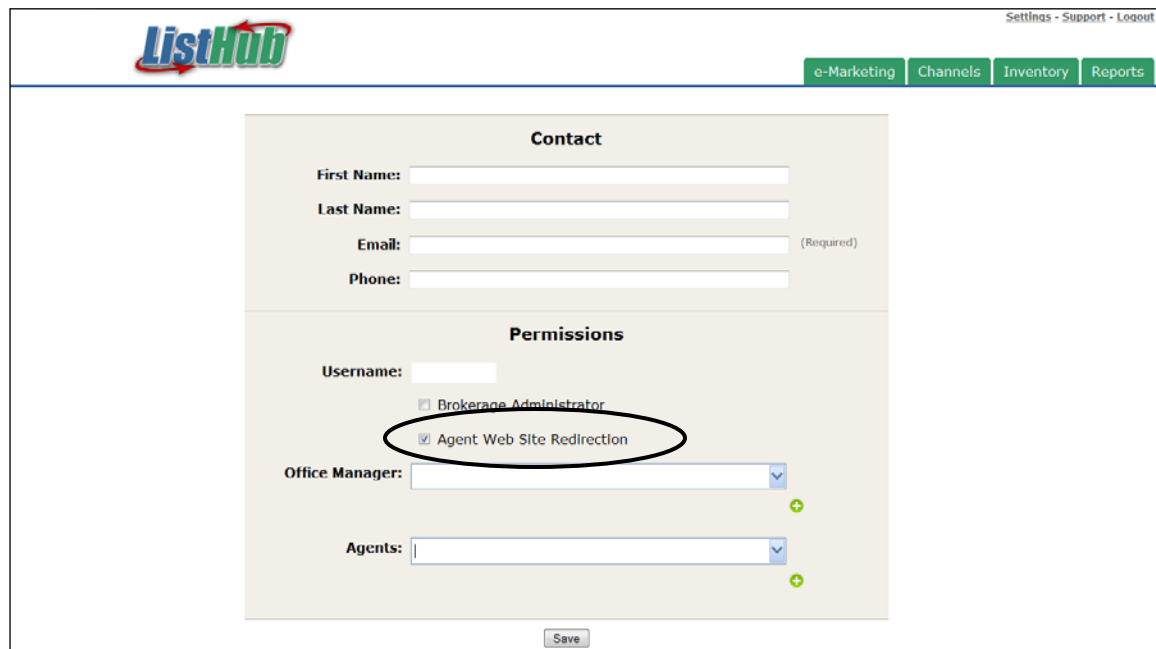 Settings - Support - Logout
ListHub
e-Marketing Channels Inventory Reports
Contact
First Name:
Last Name:
Email: (Required)
Phone:
Permissions
Username:
Brokerage Administrator
Agent Web Site Redirection
Office Manager:
Agents:
Save